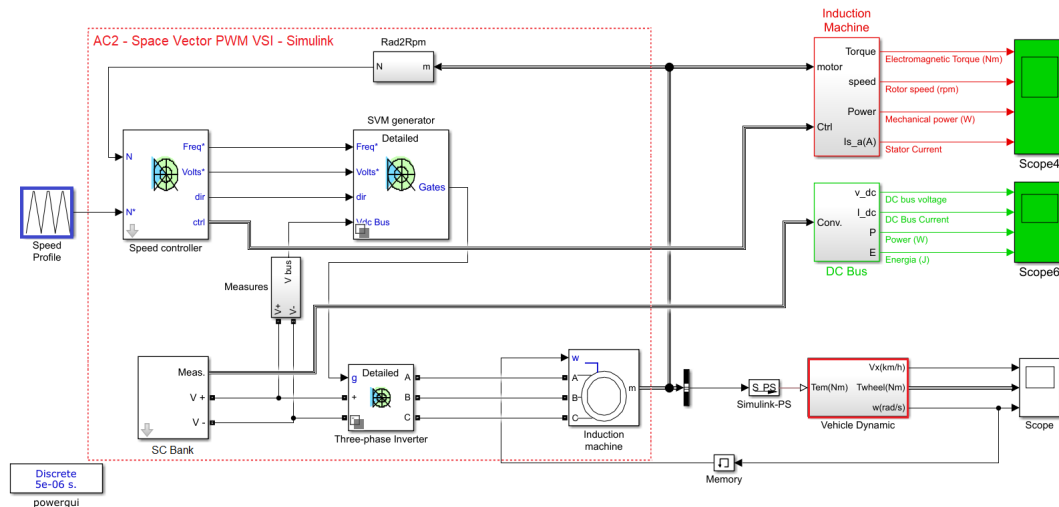 AC2 - Space Vector PWM VSI - Simulink
Rad2Rpm
N
m
Induction
Machine
motor
Ctrl
Torque
speed
Power
Is_a(A)
Electromagnetic Torque (Nm)
Rotor speed (rpm)
Mechanical power (W)
Stator Current
Scope4
SVM generator
Detailed
Freq*
Volts*
dir
Vdc Bus
Gates
N
N*
Freq*
Volts*
dir
ctrl
Speed controller
Speed
Profile
Conv.
v_dc
I_dc
P
E
DC bus voltage
DC Bus Current
Power (W)
Energia (J)
DC Bus
Scope6
Measures
V bus
V+
V-
Meas.
V +
V -
SC Bank
Detailed
g
+
-
A
B
C
Three-phase Inverter
w
A
B
C
m
Induction
machine
S PS
Simulink-PS
Tem(Nm)
Vx(km/h)
Twheel(Nm)
w(rad/s)
Vehicle Dynamic
Scope
Memory
Discrete
5e-06 s.
powergui